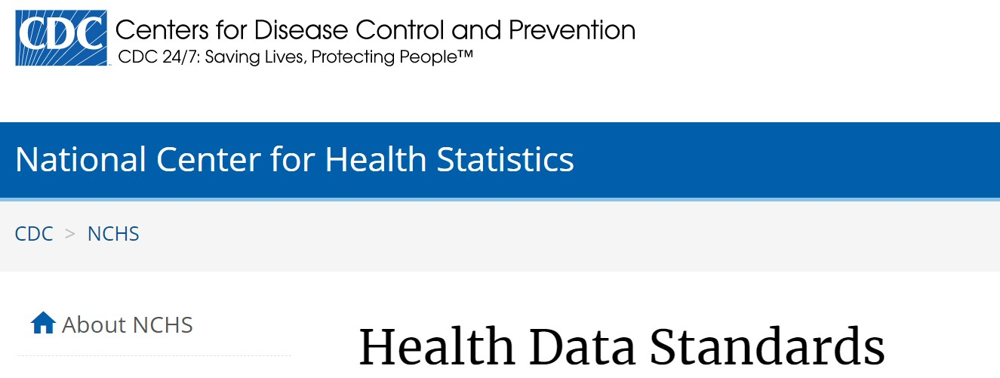 CDC
Centers for Disease Control and Prevention
CDC 24/7: Saving Lives, Protecting People™
National Center for Health Statistics
CDC > NCHS
About NCHS
Health Data Standards